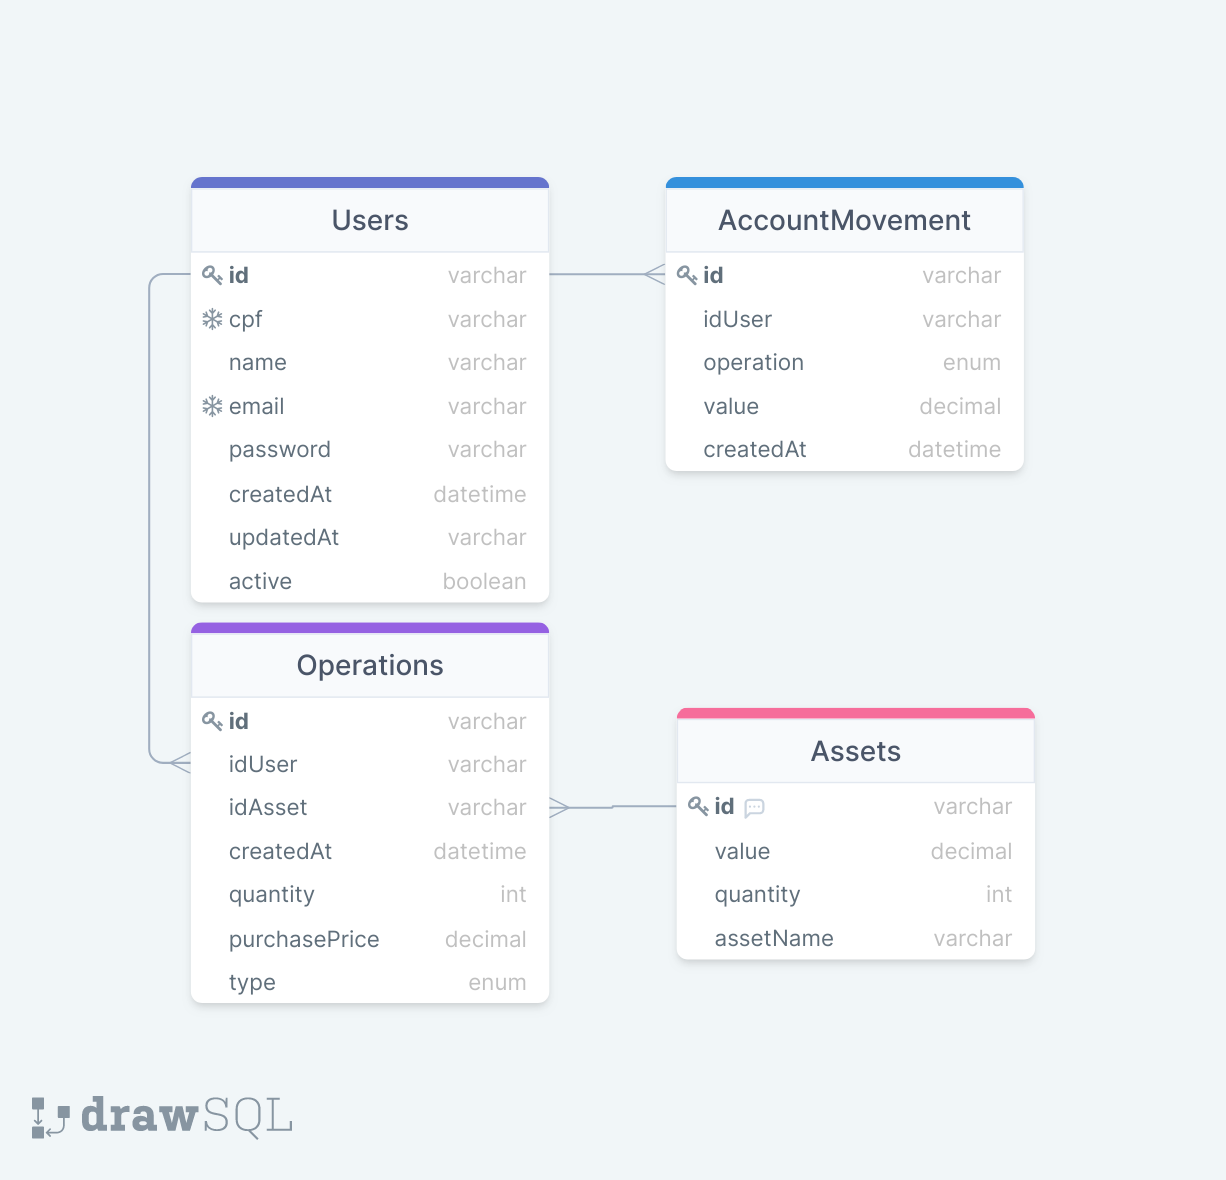 Users
id varchar
cpf varchar
name varchar
email varchar
password varchar
createdAt datetime
updatedAt varchar
active boolean
AccountMovement
id varchar
idUser varchar
operation enum
value decimal
createdAt datetime
Operations
id varchar
idUser varchar
idAsset varchar
createdAt datetime
quantity int
purchasePrice decimal
type enum
Assets
id varchar
value decimal
quantity int
assetName varchar
drawSQL